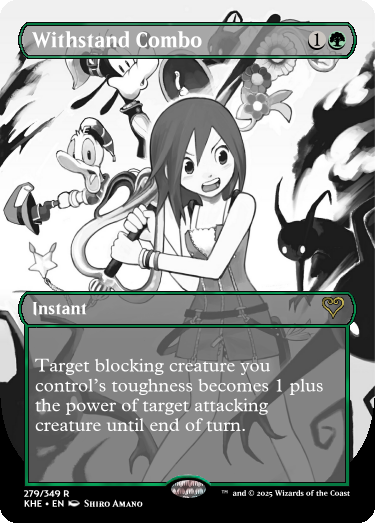 Withstand Combo 1
Instant
Target blocking creature you
control's toughness becomes 1 plus
the power of target attacking
creature until end of turn.
279/349 R
KHE • EN Shiro Amano
™ and © 2025 Wizards of the Coast